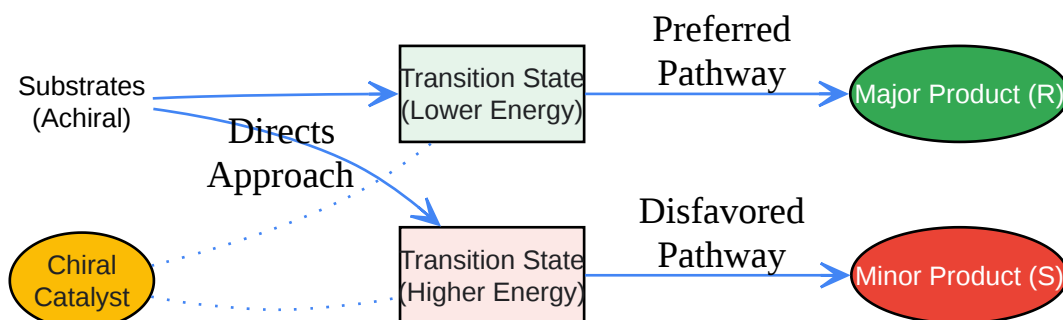 Substrates
(Achiral)
Transition State
(Lower Energy)
Preferred
Pathway
Major Product (R)
Directs
Approach
Chiral
Catalyst
Transition State
(Higher Energy)
Disfavored
Pathway
Minor Product (S)